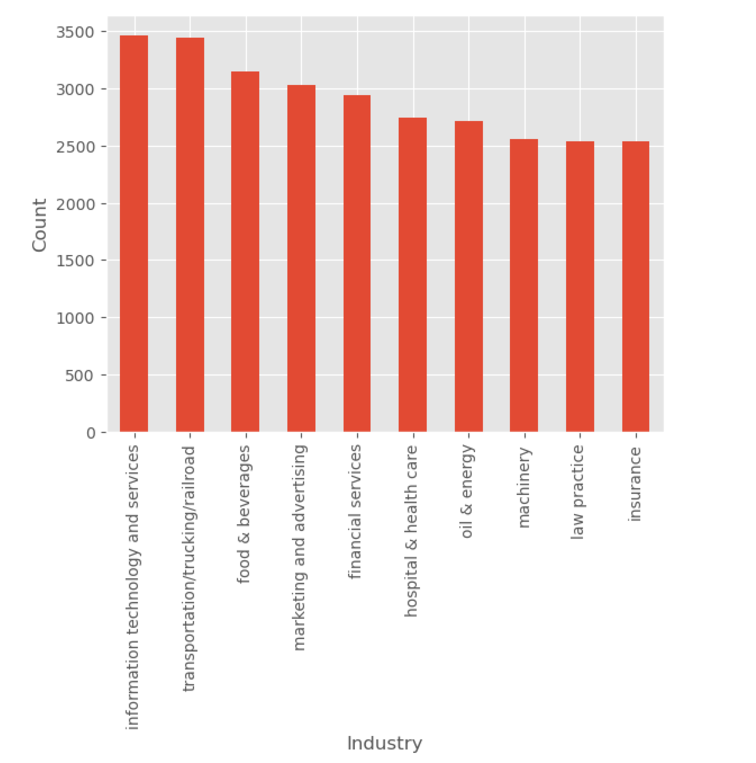 3500
3000
2500
2000
1500
1000
500
0
Count
information technology and services
transportation/trucking/railroad
food & beverages
marketing and advertising
financial services
hospital & health care
oil & energy
machinery
law practice
insurance
Industry